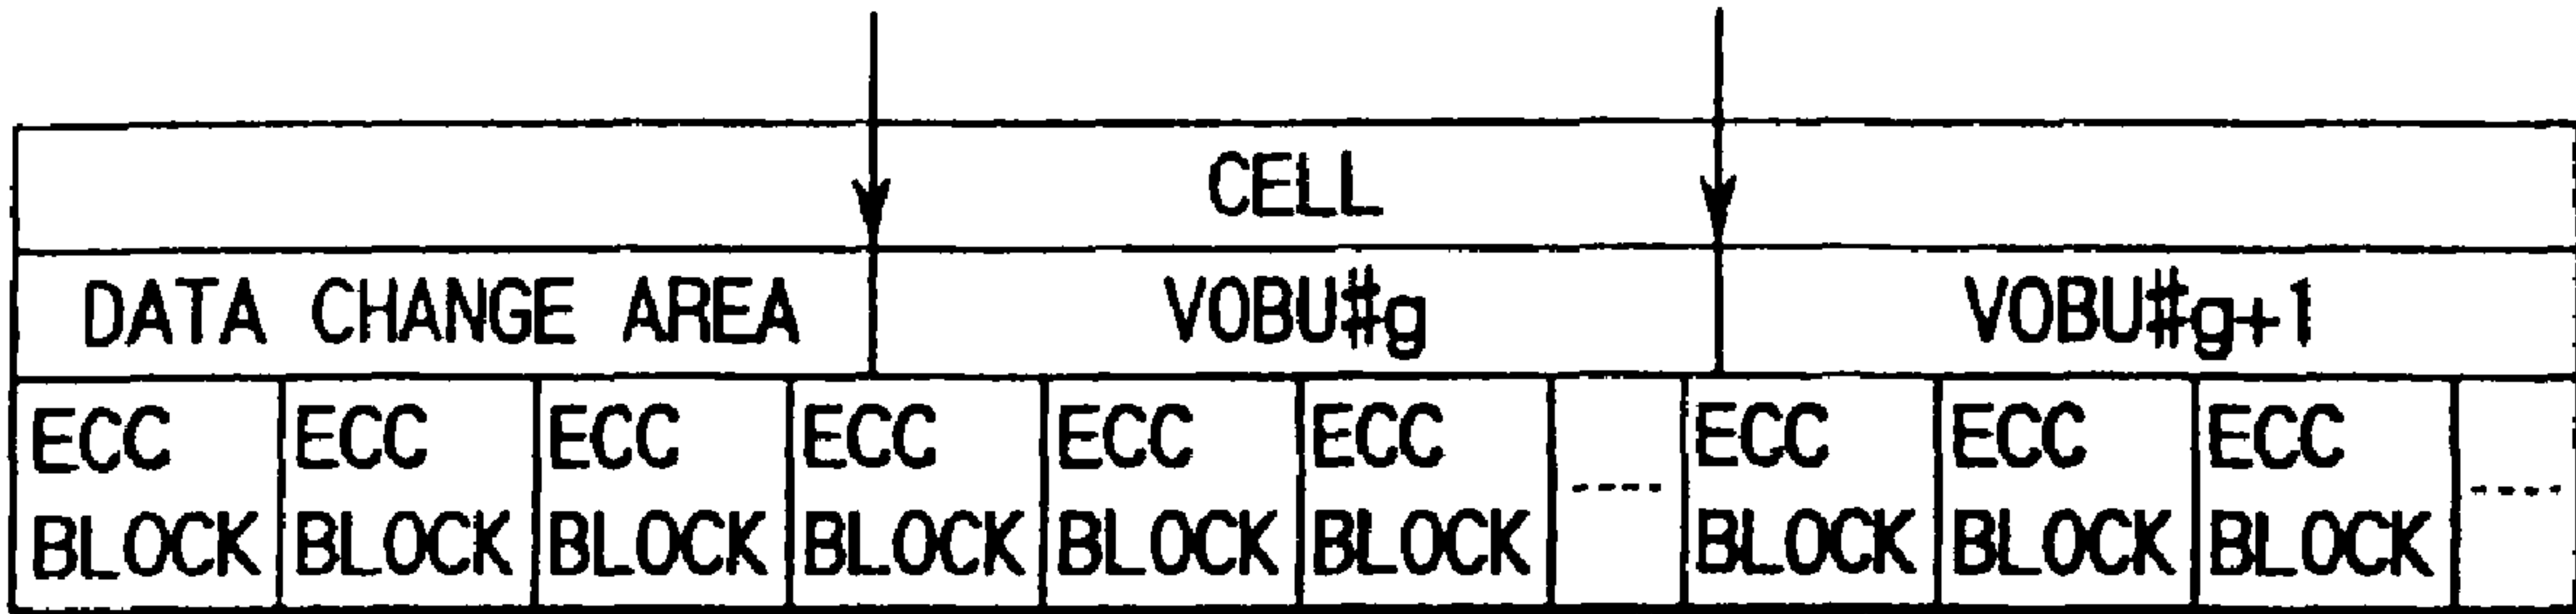 CELL
DATA CHANGE AREA VOBU#g VOBU#g+1
ECC BLOCK ECC BLOCK ECC BLOCK ECC BLOCK ECC BLOCK ECC BLOCK ---- ECC BLOCK ECC BLOCK ECC BLOCK ----